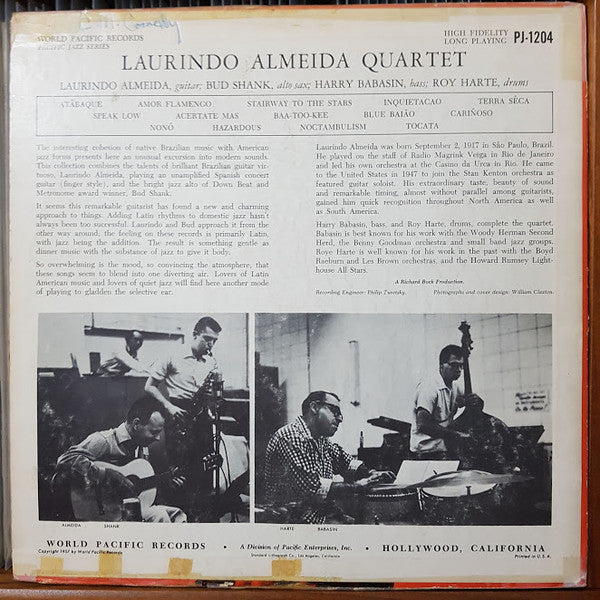 WORLD PACIFIC RECORDS
PACIFIC JAZZ SERIES
HIGH FIDELITY
LONG PLAYING
PJ-1204
LAURINDO ALMEIDA QUARTET
LAURINDO ALMEIDA, guitar; BUD SHANK, alto sax; HARRY BABASIN, bass; ROY HARTE, drums
ATABAQUE AMOR FLAMENGO STAIRWAY TO THE STARS INQUIETACAO TERRA SÊCA
SPEAK LOW ACERTATE MAS BAA-TOO-KEE BLUE BAIÃO CARIÑOSO
NONÓ HAZARDOUS NOCTAMBULISM TOCATA
The interesting cohesion of native Brazilian music with American
jazz forms presents here an unusual excursion into modern sounds.
This collection combines the talents of brilliant Brazilian guitar vir-
tuoso, Laurindo Almeida, playing an unamplified Spanish concert
guitar (finger style), and the bright jazz alto of Down Beat and
Metronome award winner, Bud Shank.
It seems this remarkable guitarist has found a new and charming
approach to things. Adding Latin rhythms to domestic jazz hasn't
always been too successful. Laurindo and Bud approach it from the
other way around, the feeling on these records is primarily Latin,
with jazz being the addition. The result is something gentle as
dinner music with the substance of jazz to give it body.
So overwhelming is the mood, so convincing the atmosphere, that
these songs seem to blend into one diverting air. Lovers of Latin
American music and lovers of quiet jazz will find here another mode
of playing to gladden the selective ear.
Laurindo Almeida was born September 2, 1917 in São Paulo, Brazil.
He played on the staff of Radio Magrink Veiga in Rio de Janeiro
and led his own orchestra at the Casino da Urca in Rio. He came
to the United States in 1947 to join the Stan Kenton orchestra as
featured guitar soloist. His extraordinary taste, beauty of sound
and remarkable timing, almost without parallel among guitarists,
gained him quick recognition throughout North America as well
as South America.
Harry Babasin, bass, and Roy Harte, drums, complete the quartet.
Babasin is best known for his work with the Woody Herman Second
Herd, the Benny Goodman orchestra and small band jazz groups.
Roye Harte is well known for his work in the past with the Boyd
Raeburn and Les Brown orchestras, and the Howard Rumsey Light-
house All Stars.
A Richard Bock Production.
Recording Engineer: Philip Turetsky. Photographs and cover design: William Claxton.
ALMEIDA SHANK
HARTE BABASIN
WORLD PACIFIC RECORDS • A Division of Pacific Enterprises, Inc. • HOLLYWOOD, CALIFORNIA
Copyright 1957 by World Pacific Records
Standard Lithograph Co., Los Angeles, California
Printed in U.S.A.